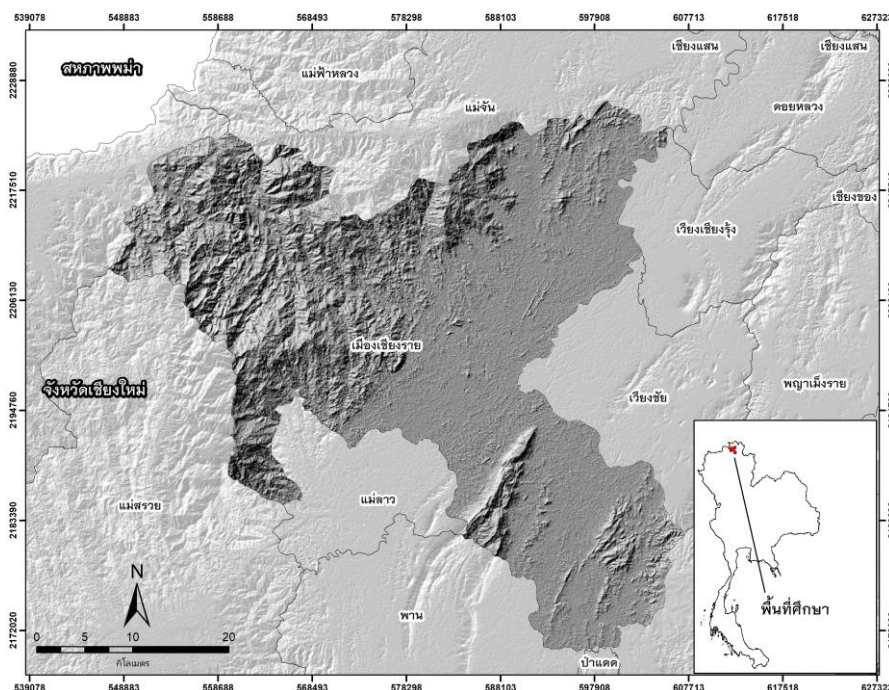 539078 548883 558688 568493 578298 588103 597908 607713 617518 627323
เชียงแสน
เชียงแสน
สหภาพพม่า
แม่ฟ้าหลวง
2228880
แม่จัน
ดอยหลวง
2217510
เชียงของ
เวียงเชียงรุ้ง
2206130
เมืองเชียงราย
จังหวัดเชียงใหม่
พญาเม็งราย
เวียงชัย
2194760
แม่สรวย
แม่ลาว
2183390
N
พาน
พื้นที่ศึกษา
2172020
0 5 10 20
กิโลเมตร
ป่าแดด
539078 548883 558688 568493 578298 588103 597908 607713 617518 627323